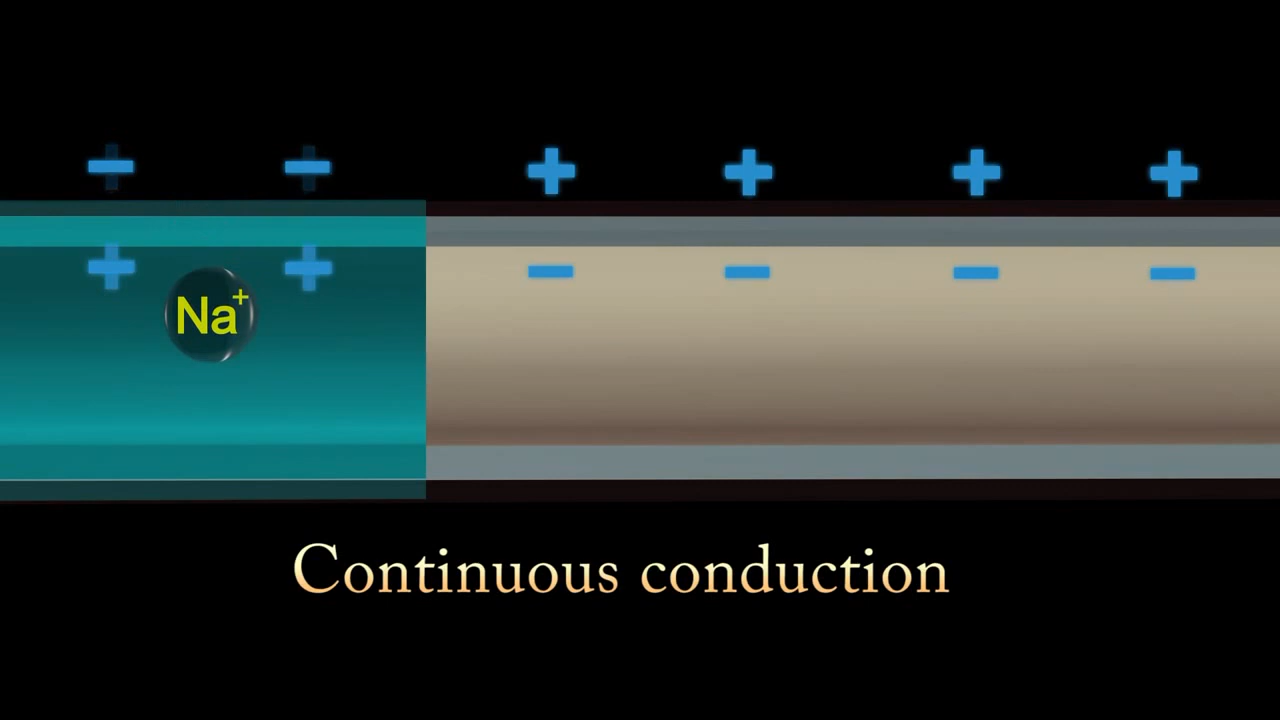 − − + + + +
+ + − − − −
Na⁺
Continuous conduction